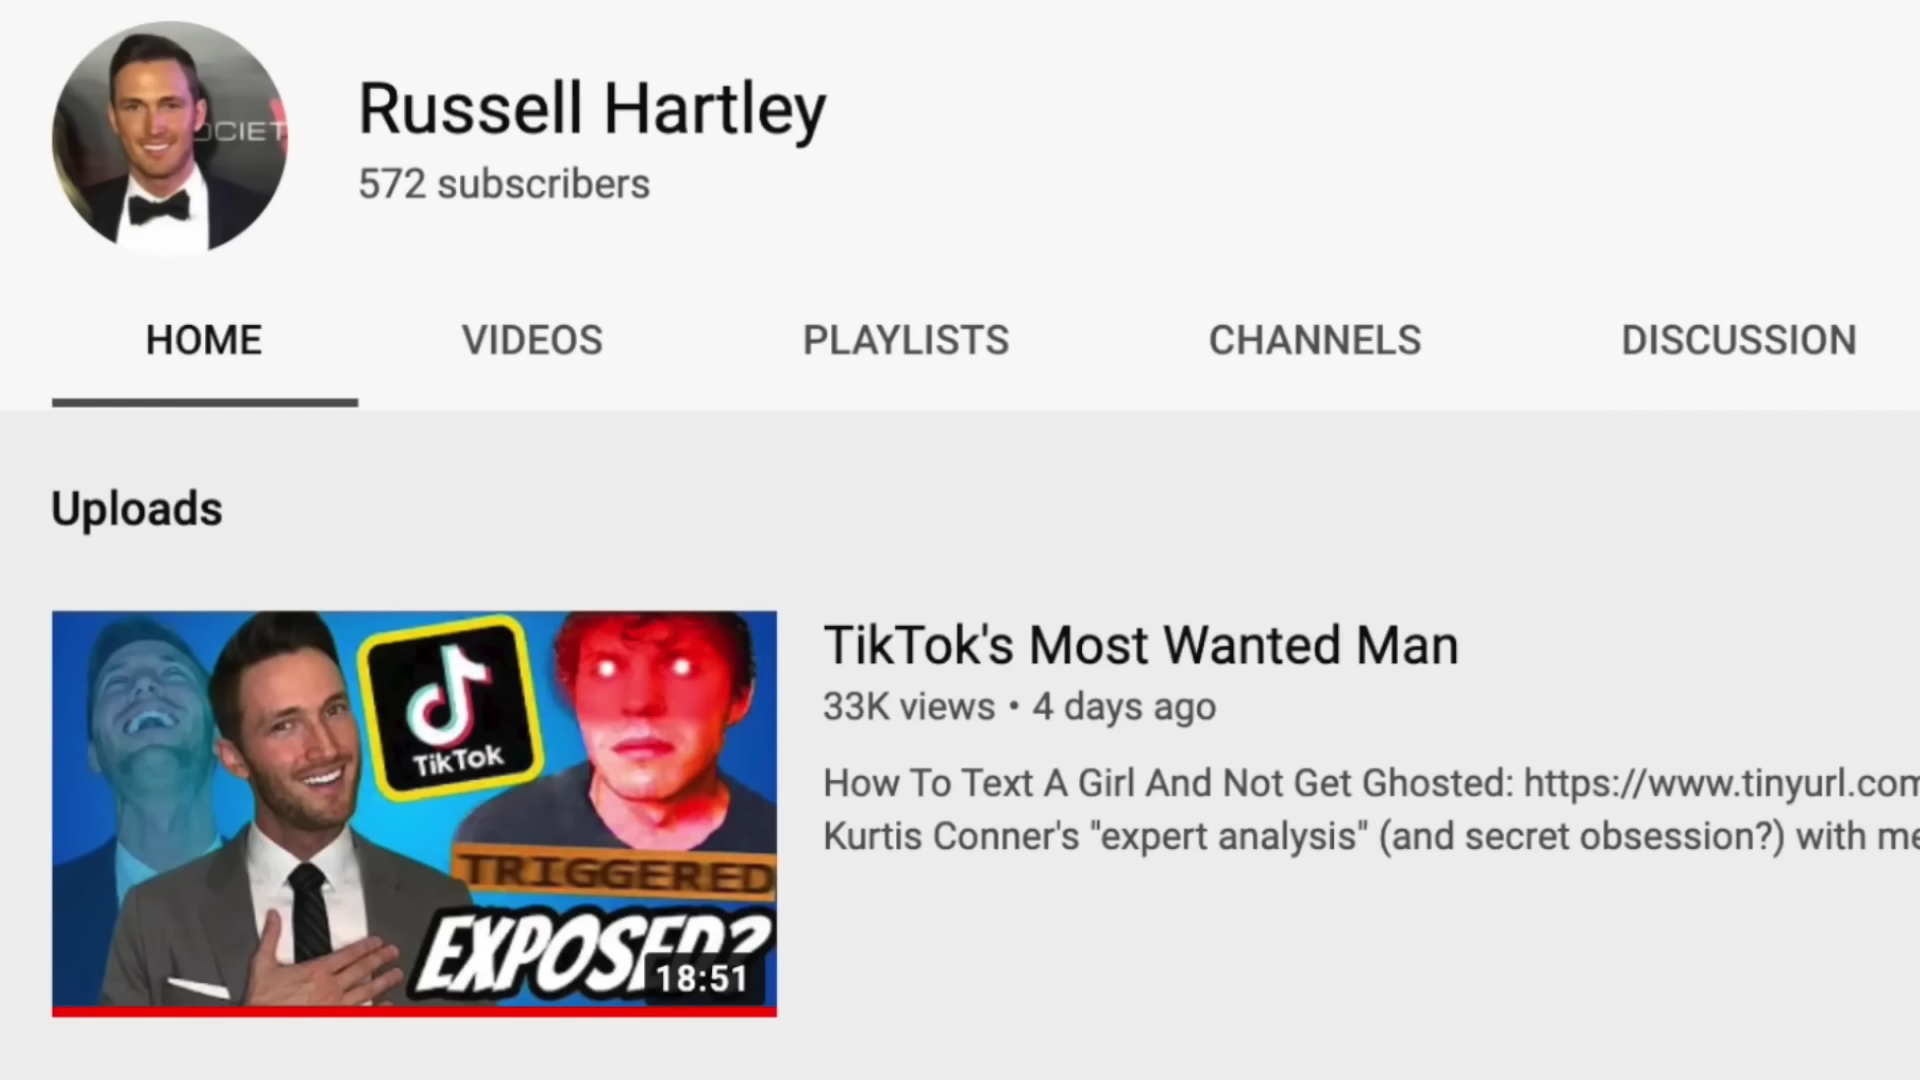 OCIET
Russell Hartley
572 subscribers
HOME
VIDEOS
PLAYLISTS
CHANNELS
DISCUSSION
Uploads
TikTok
TRIGGERED
EXPOSED?
18:51
TikTok's Most Wanted Man
33K views • 4 days ago
How To Text A Girl And Not Get Ghosted: https://www.tinyurl.com
Kurtis Conner's "expert analysis" (and secret obsession?) with me